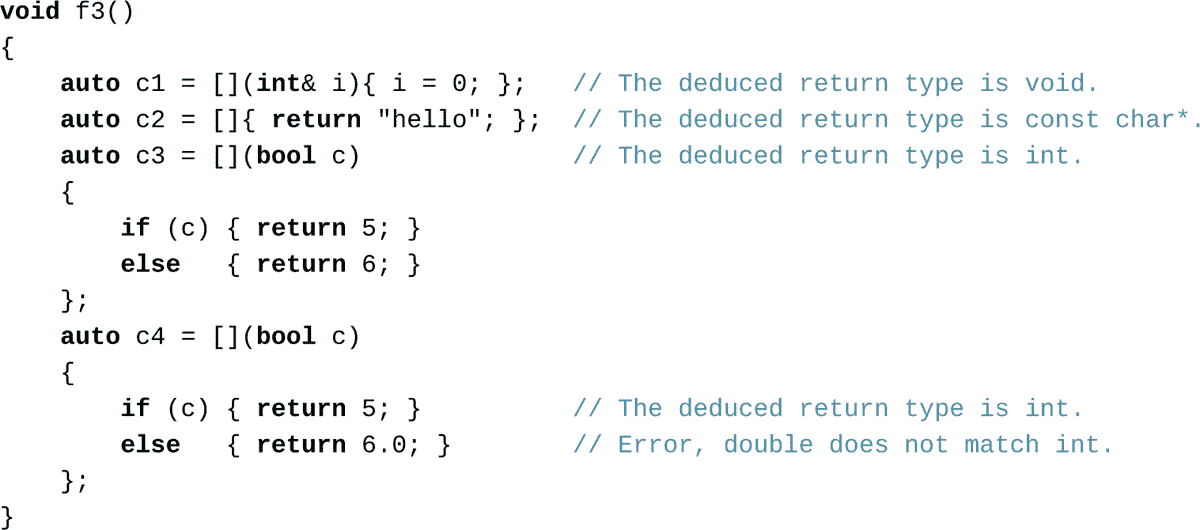 void f3()
{
    auto c1 = [](int& i){ i = 0; };   // The deduced return type is void.
    auto c2 = []{ return "hello"; };  // The deduced return type is const char*.
    auto c3 = [](bool c)              // The deduced return type is int.
    {
        if (c) { return 5; }
        else   { return 6; }
    };
    auto c4 = [](bool c)
    {
        if (c) { return 5; }          // The deduced return type is int.
        else   { return 6.0; }        // Error, double does not match int.
    };
}